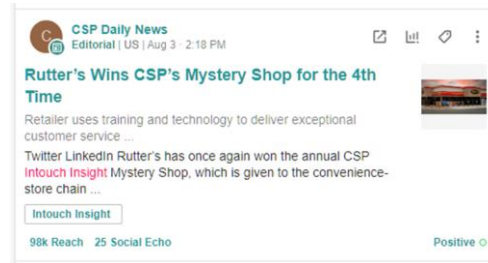 C
CSP Daily News
Editorial | US | Aug 3 · 2:18 PM
Rutter's Wins CSP's Mystery Shop for the 4th
Time
Retailer uses training and technology to deliver exceptional
customer service ...
Twitter LinkedIn Rutter's has once again won the annual CSP
Intouch Insight Mystery Shop, which is given to the convenience-
store chain ...
Intouch Insight
98k Reach 25 Social Echo
Positive